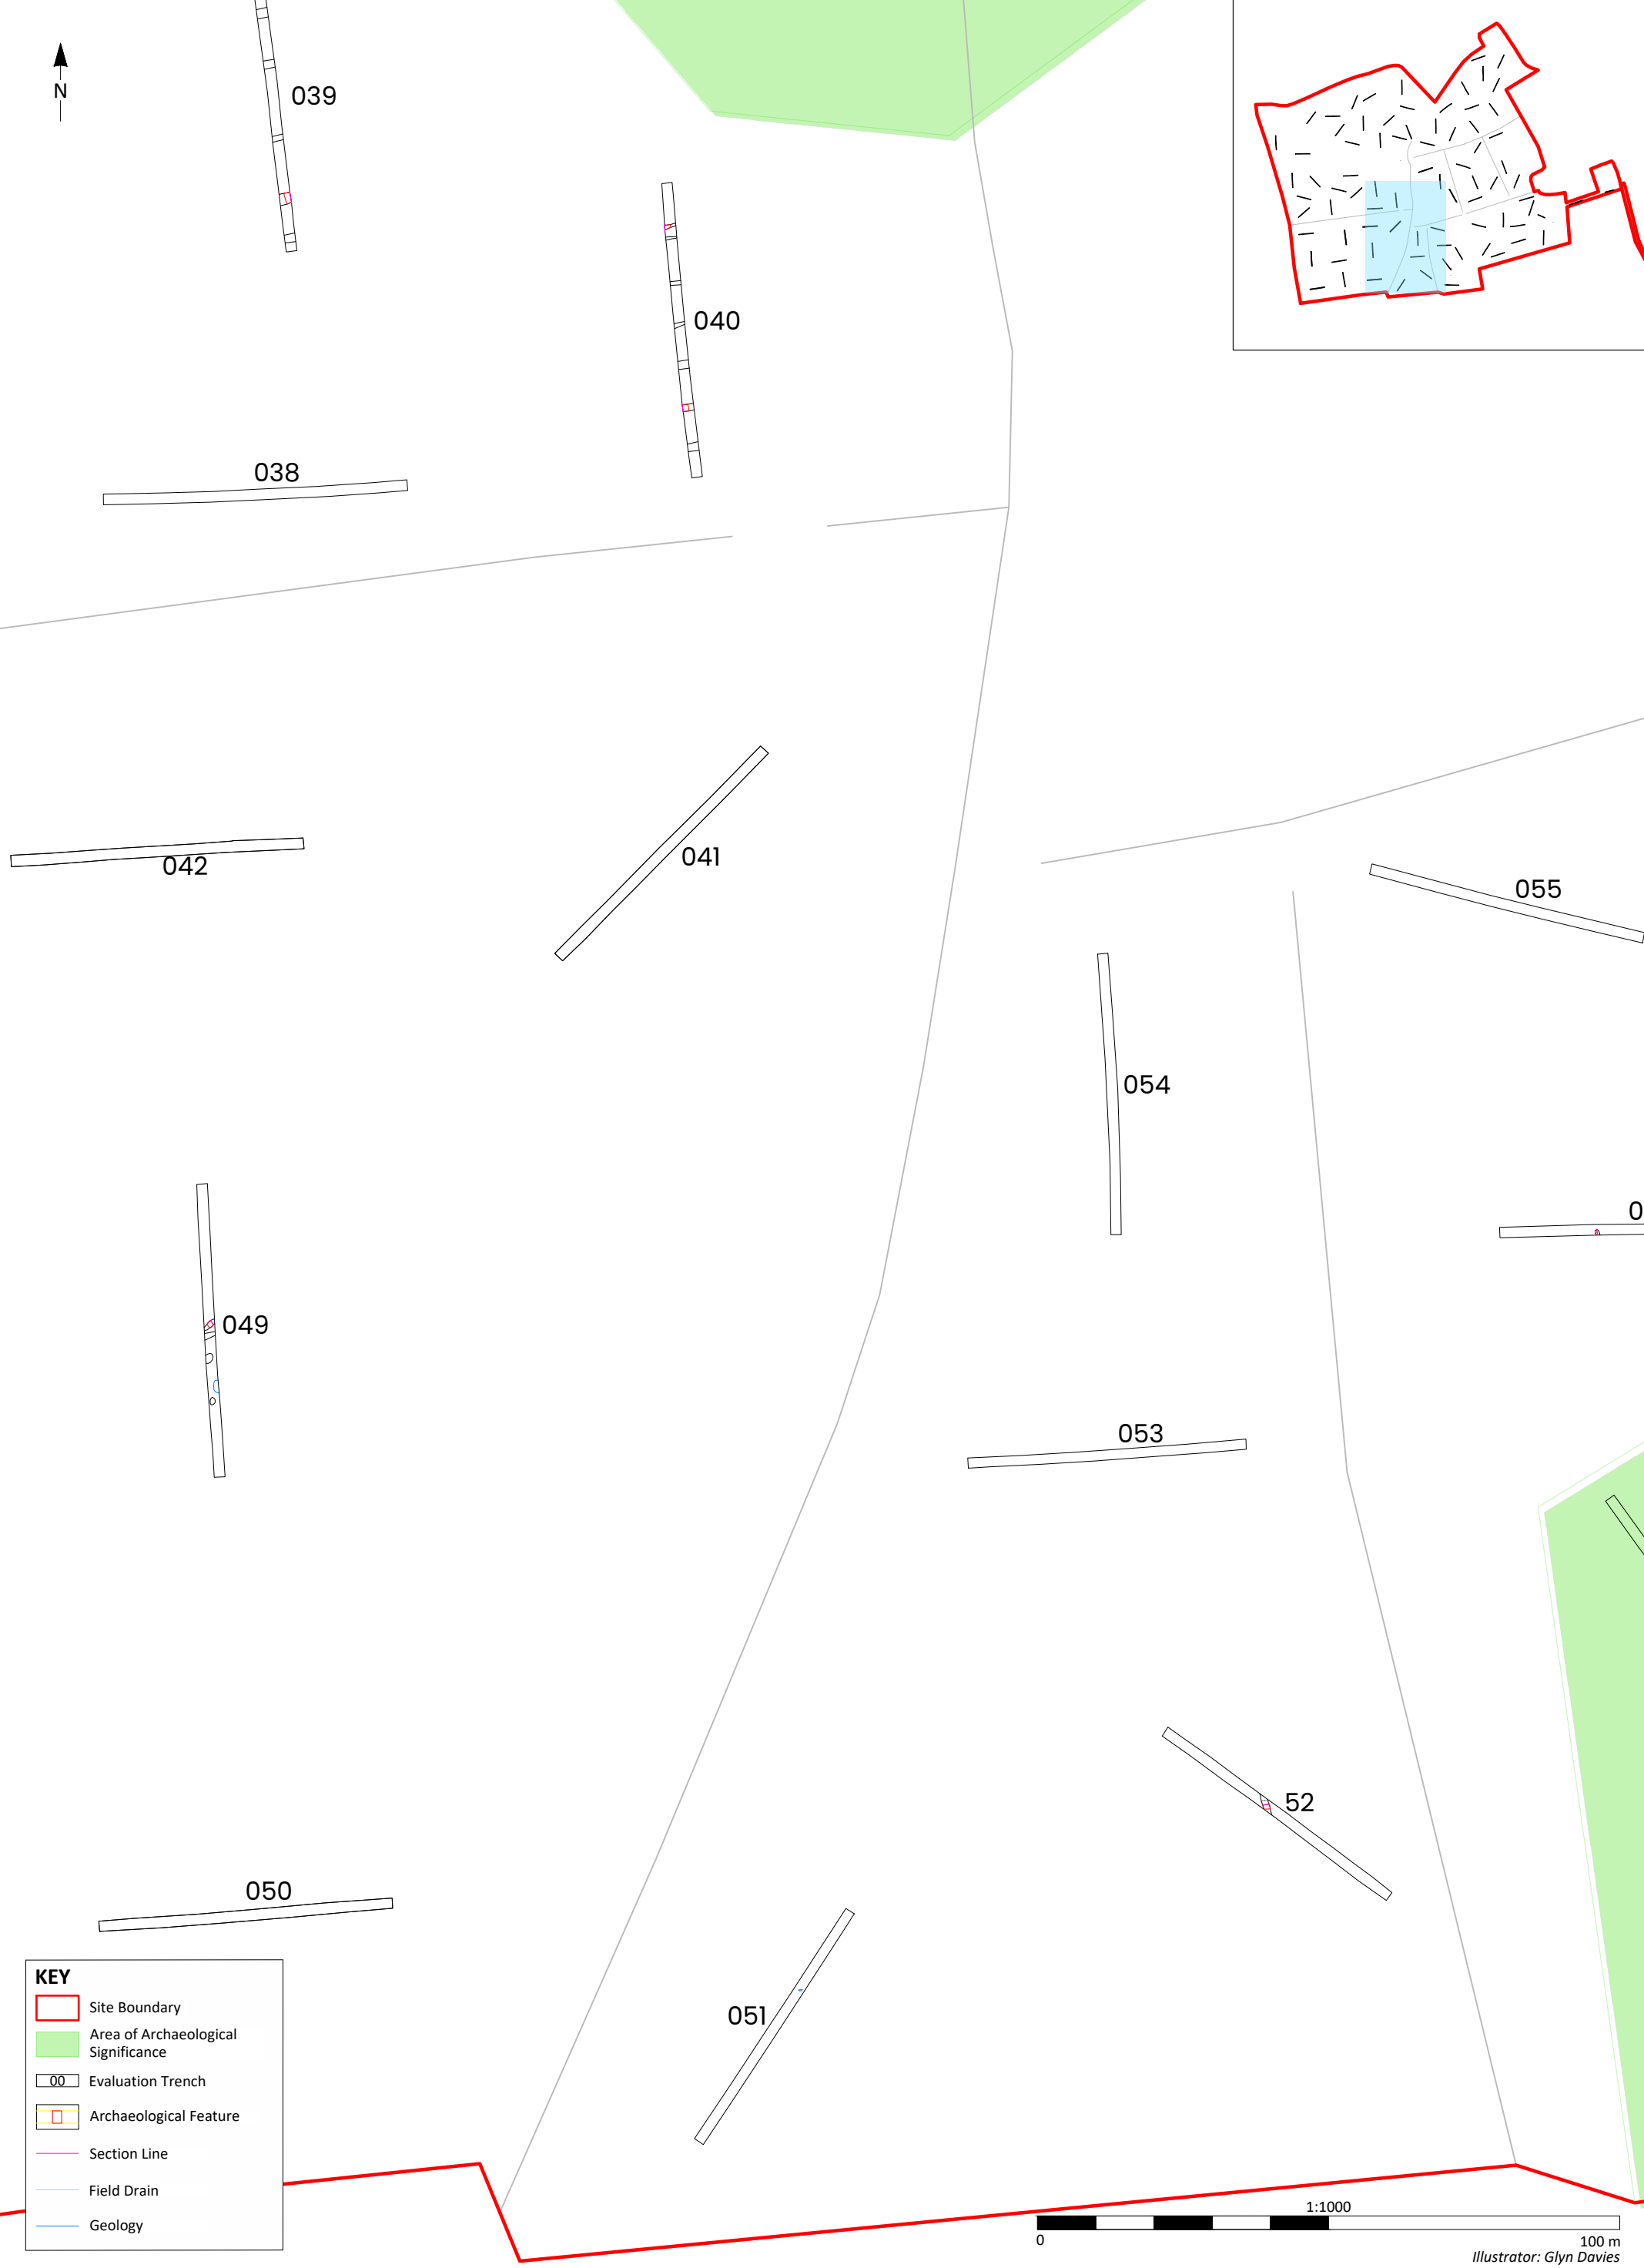 N
039
040
038
042
041
055
054
0
049
053
52
050
051
KEY
Site Boundary
Area of Archaeological
Significance
00 Evaluation Trench
Archaeological Feature
Section Line
Field Drain
Geology
1:1000
0 100 m
Illustrator: Glyn Davies